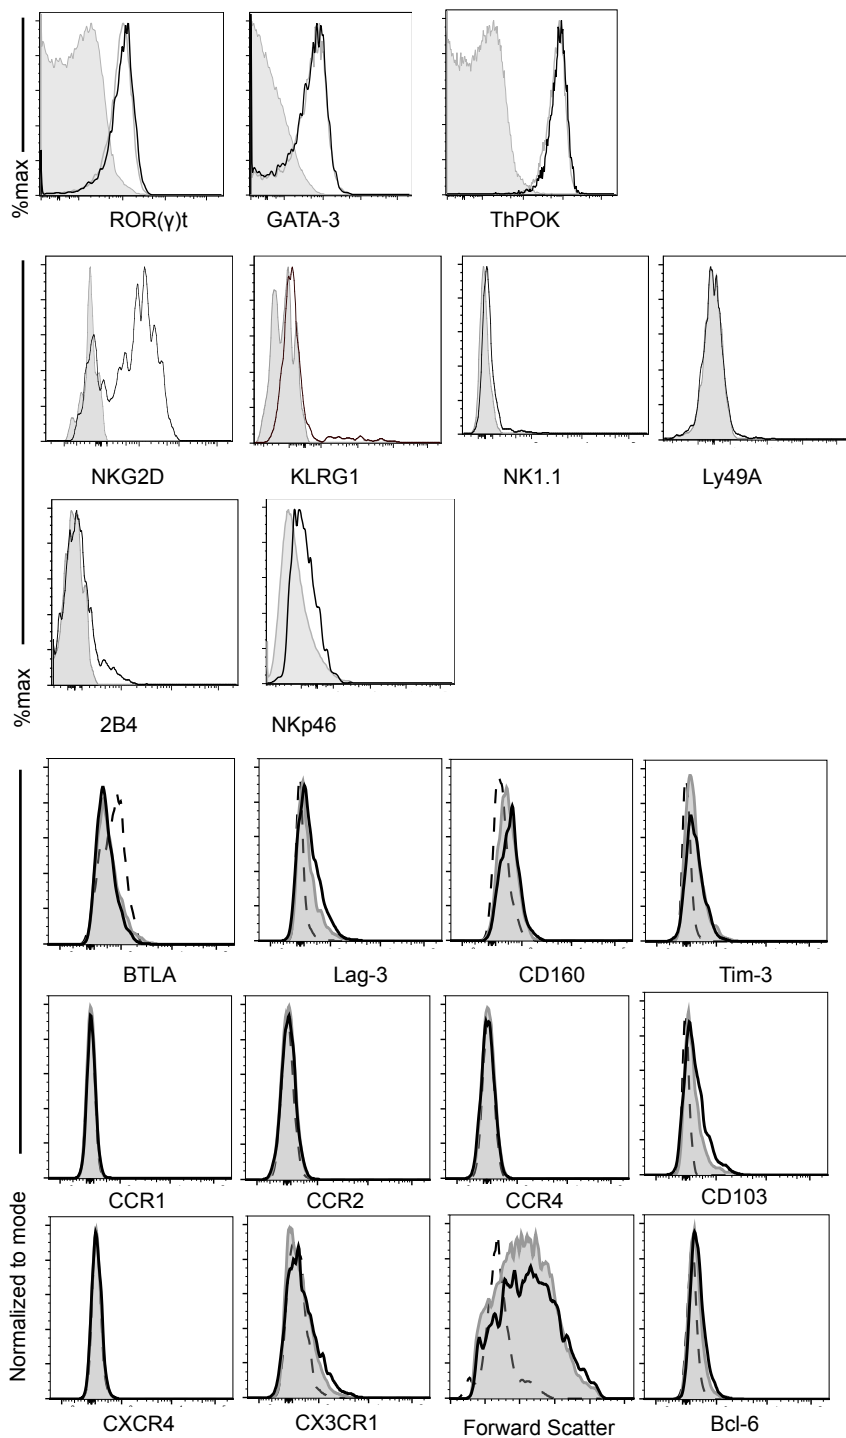 %max
ROR(γ)t GATA-3 ThPOK
%max
NKG2D KLRG1 NK1.1 Ly49A
2B4 NKp46
Normalized to mode
BTLA Lag-3 CD160 Tim-3
CCR1 CCR2 CCR4 CD103
CXCR4 CX3CR1 Forward Scatter Bcl-6